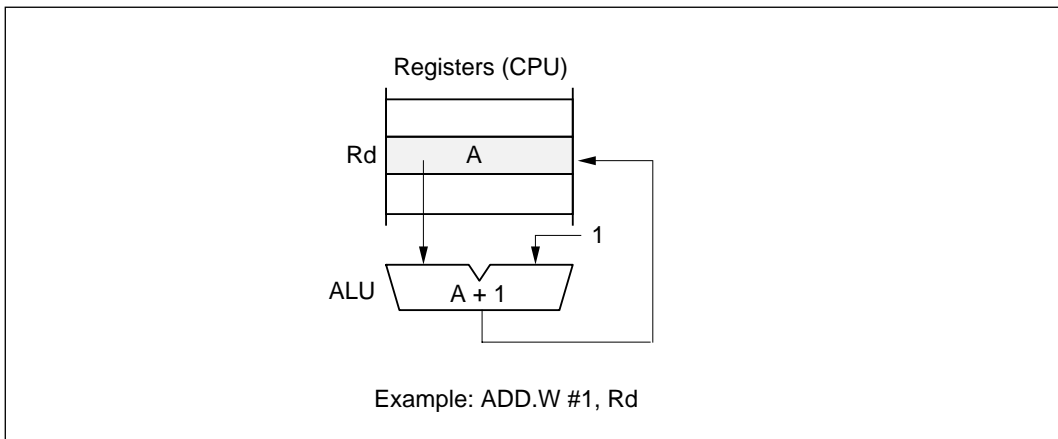 Registers (CPU)
Rd
A
1
ALU
A + 1
Example: ADD.W #1, Rd